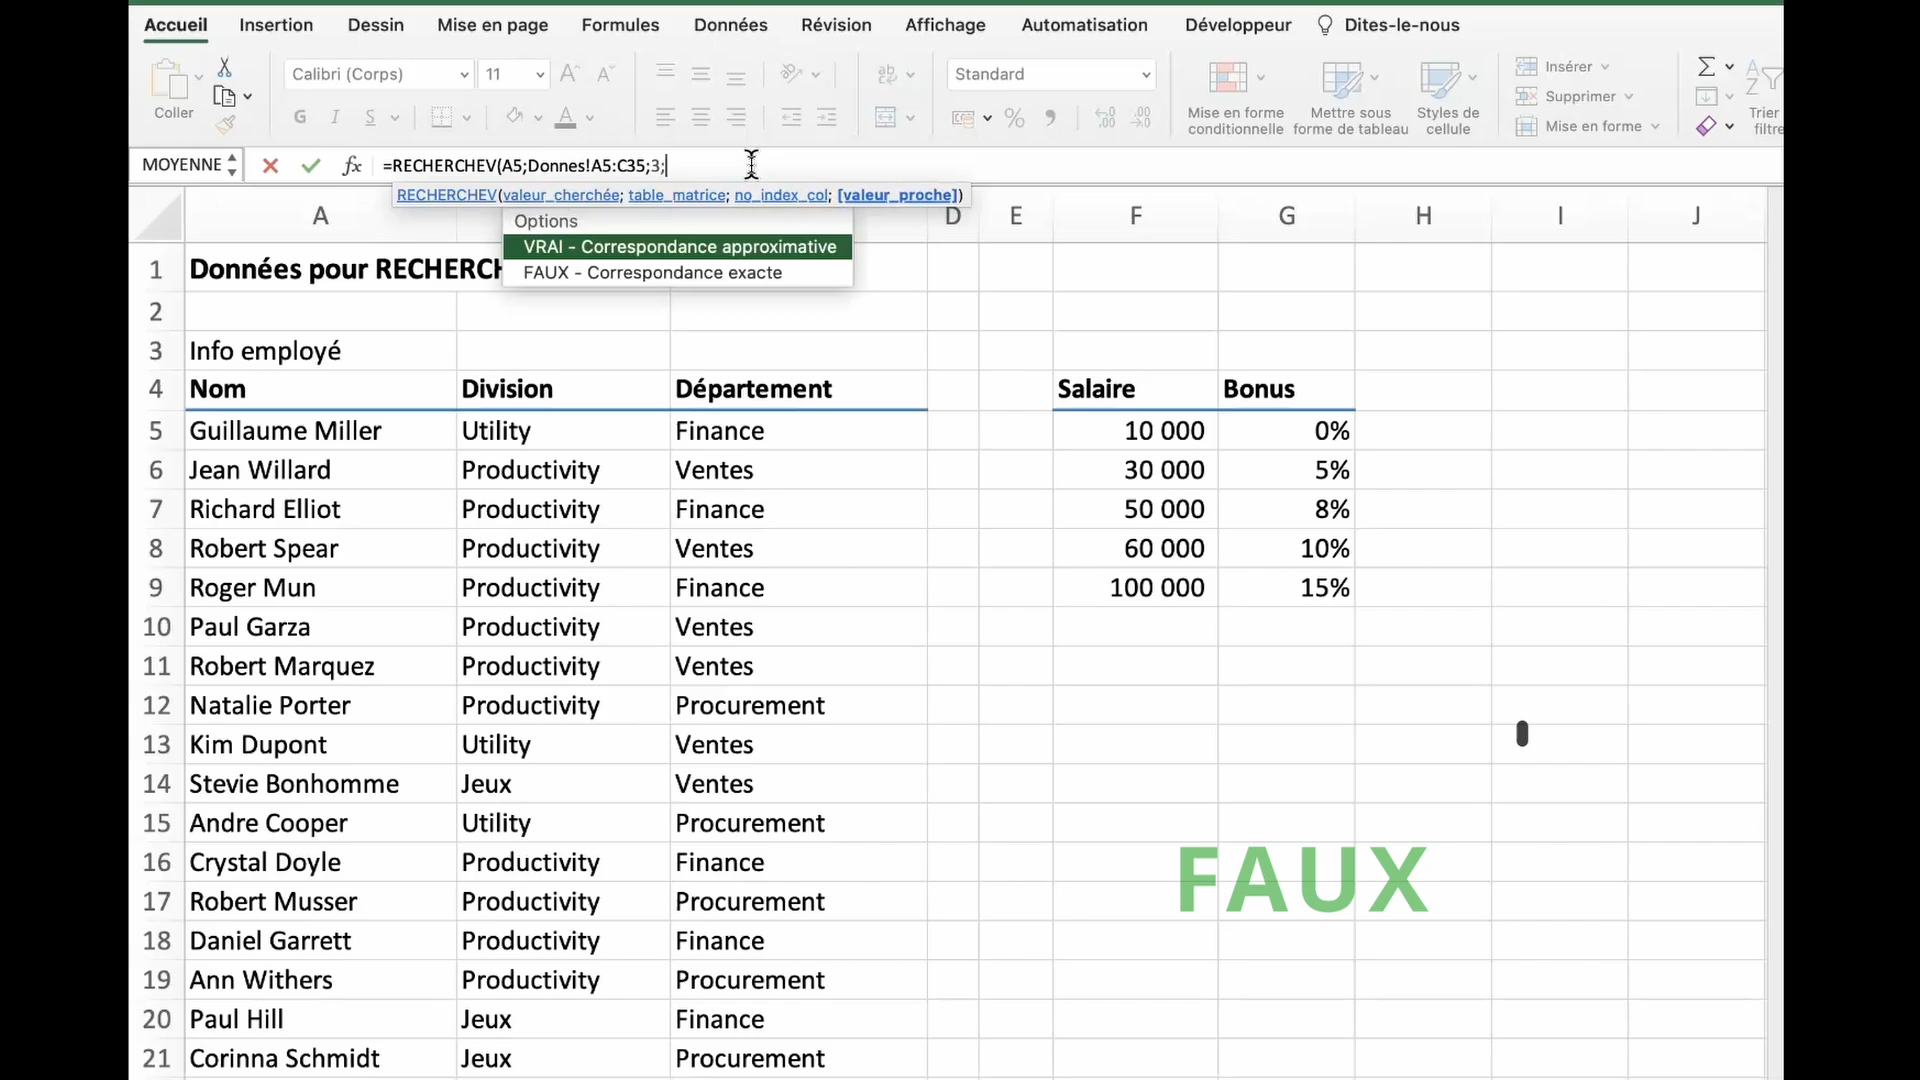 Accueil Insertion Dessin Mise en page Formules Données Révision Affichage Automatisation Développeur Dites-le-nous
Coller
Calibri (Corps) 11
G I S A
ab
Standard
%
Mise en forme
conditionnelle
Mettre sous
forme de tableau
Styles de
cellule
Insérer
Supprimer
Mise en forme
Trier
filtre
MOYENNE fx =RECHERCHEV(A5;Donnes!A5:C35;3;
RECHERCHEV(valeur_cherchée; table_matrice; no_index_col; [valeur_proche])
Options
VRAI - Correspondance approximative
FAUX - Correspondance exacte
A D E F G H I J
1 Données pour RECHERCH
2
3 Info employé
4 Nom Division Département Salaire Bonus
5 Guillaume Miller Utility Finance 10 000 0%
6 Jean Willard Productivity Ventes 30 000 5%
7 Richard Elliot Productivity Finance 50 000 8%
8 Robert Spear Productivity Ventes 60 000 10%
9 Roger Mun Productivity Finance 100 000 15%
10 Paul Garza Productivity Ventes
11 Robert Marquez Productivity Ventes
12 Natalie Porter Productivity Procurement
13 Kim Dupont Utility Ventes
14 Stevie Bonhomme Jeux Ventes
15 Andre Cooper Utility Procurement
16 Crystal Doyle Productivity Finance
17 Robert Musser Productivity Procurement
18 Daniel Garrett Productivity Finance
19 Ann Withers Productivity Procurement
20 Paul Hill Jeux Finance
21 Corinna Schmidt Jeux Procurement
FAUX